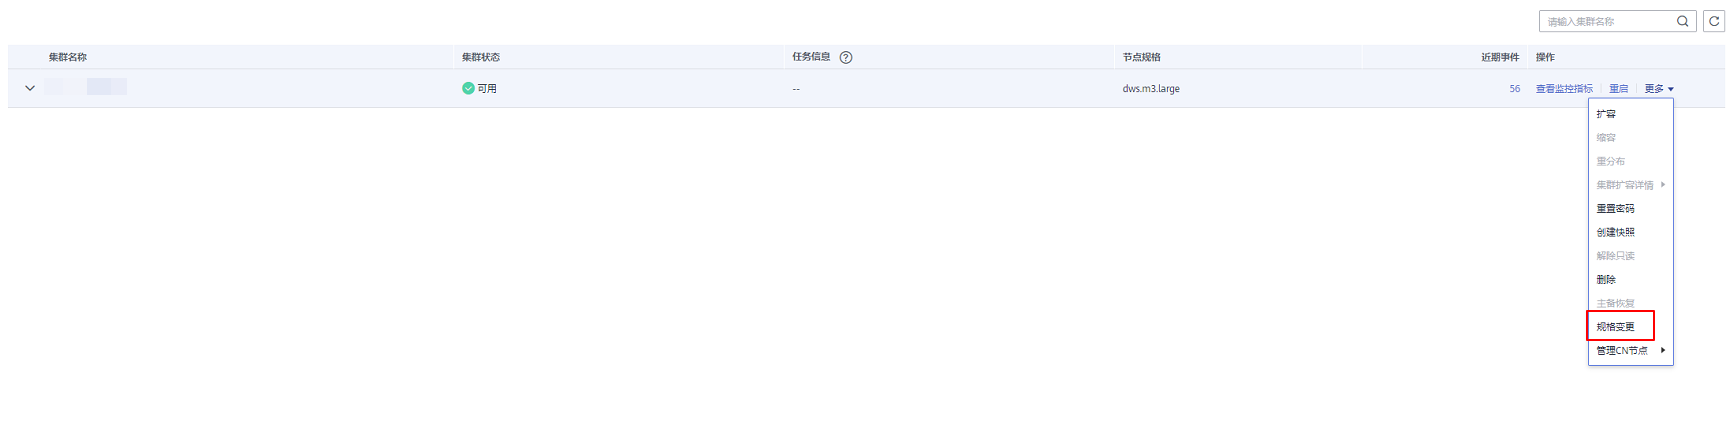 请输入集群名称
集群名称 集群状态 任务信息 ? 节点规格 近期事件 操作
可用 -- dws.m3.large 56 查看监控指标 重启 更多
扩容
缩容
重分布
集群扩容详情
重置密码
创建快照
解除只读
删除
主备恢复
规格变更
管理CN节点